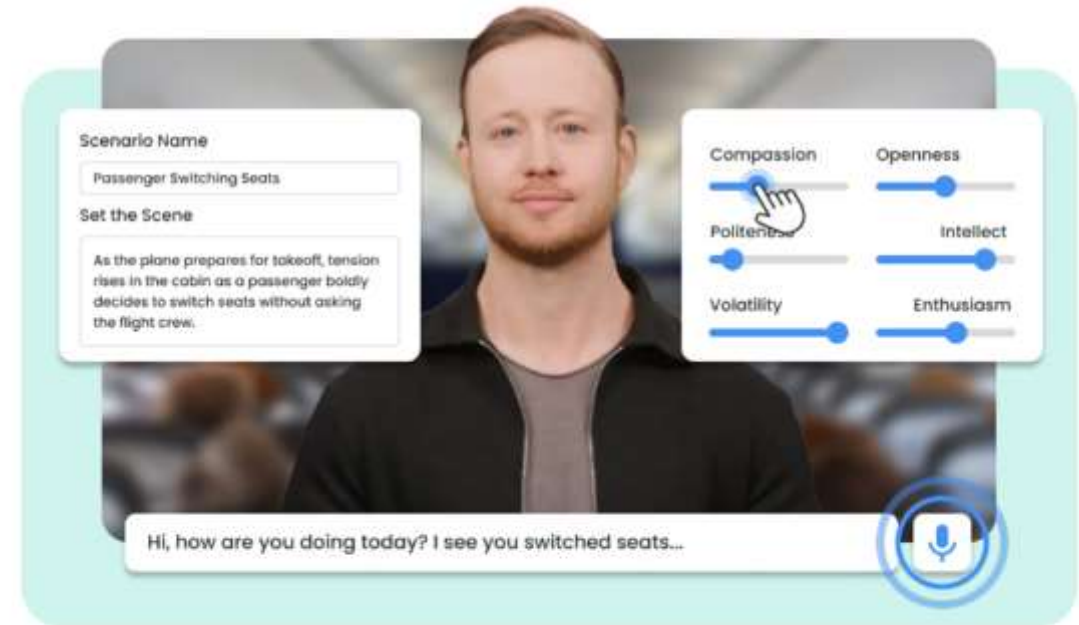 Scenario Name
Passenger Switching Seats
Set the Scene
As the plane prepares for takeoff, tension
rises in the cabin as a passenger boldly
decides to switch seats without asking
the flight crew.
Compassion
Openness
Politeness
Intellect
Volatility
Enthusiasm
Hi, how are you doing today? I see you switched seats...